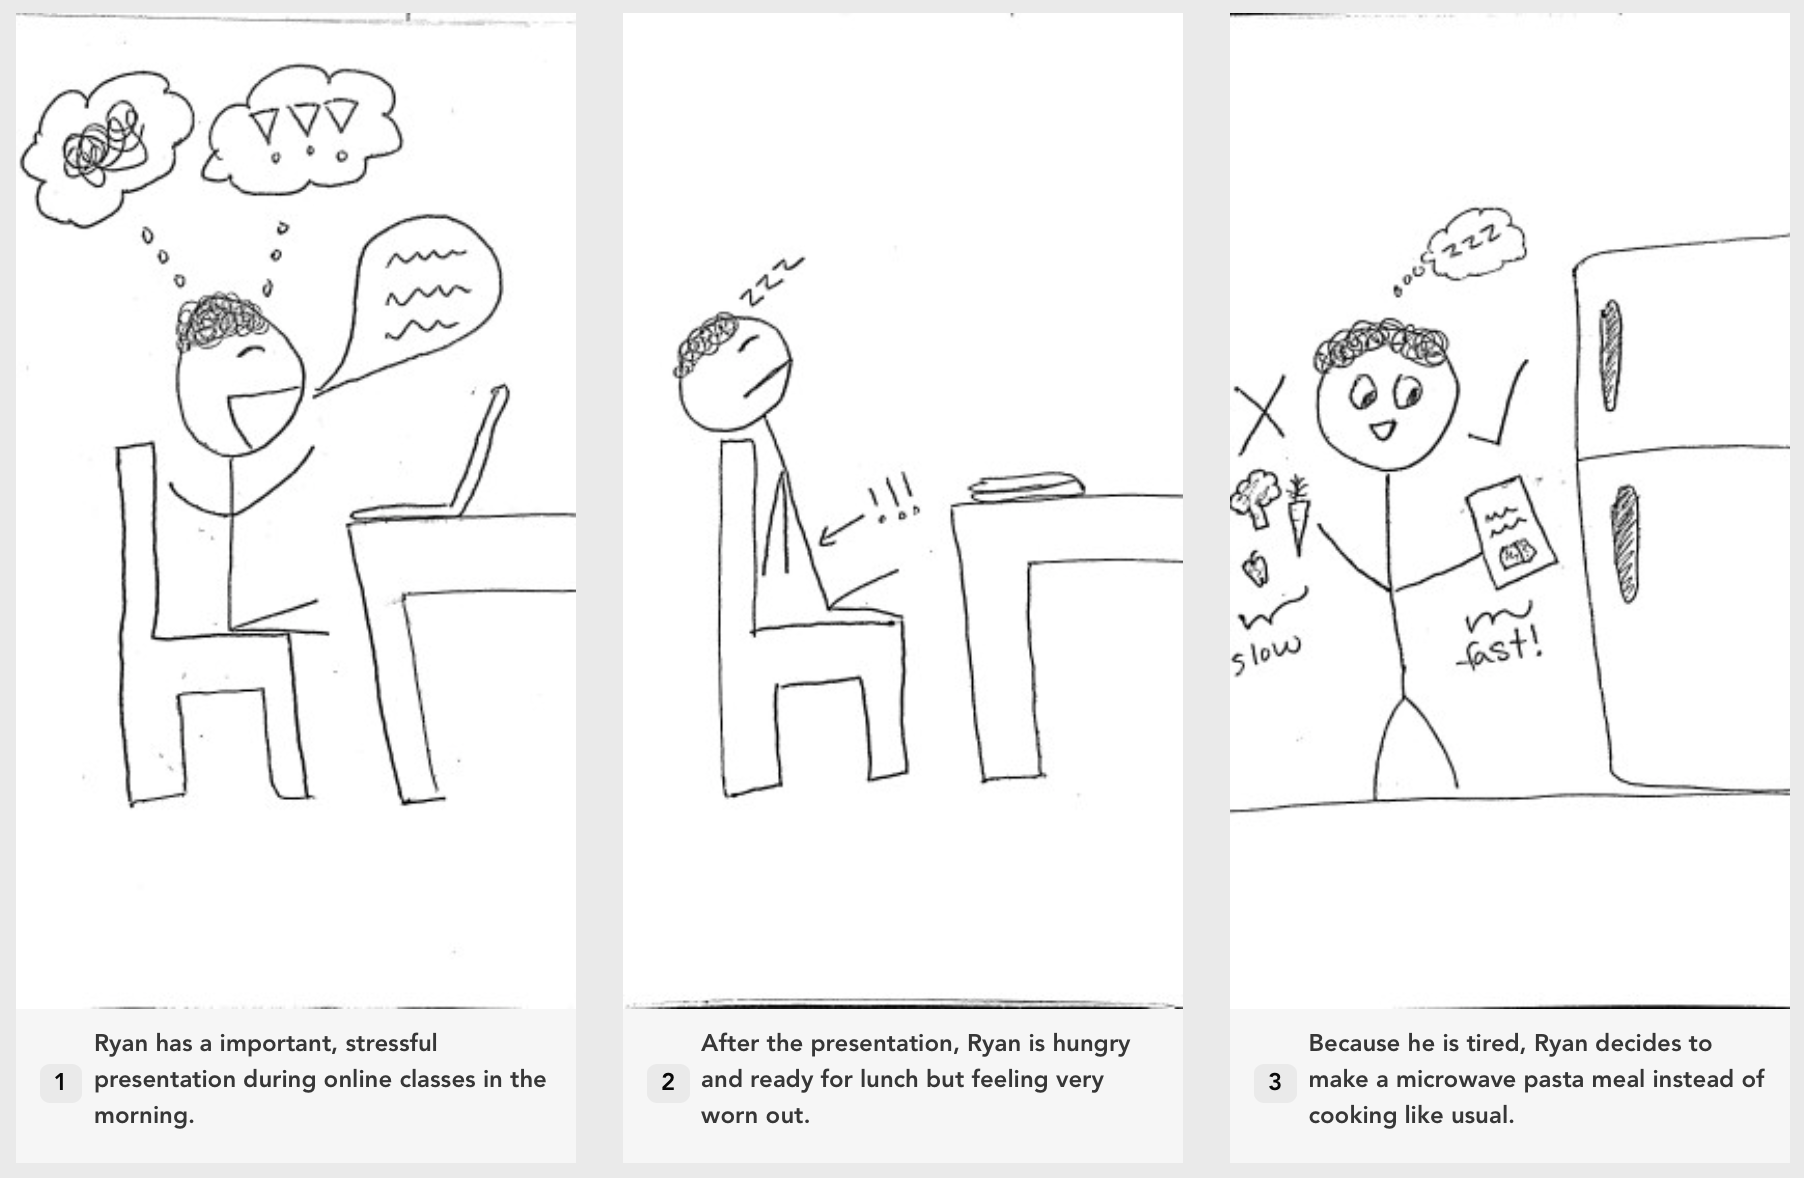 zzz
!!!
zzz
slow
fast!
1
Ryan has a important, stressful
presentation during online classes in the
morning.
2
After the presentation, Ryan is hungry
and ready for lunch but feeling very
worn out.
3
Because he is tired, Ryan decides to
make a microwave pasta meal instead of
cooking like usual.